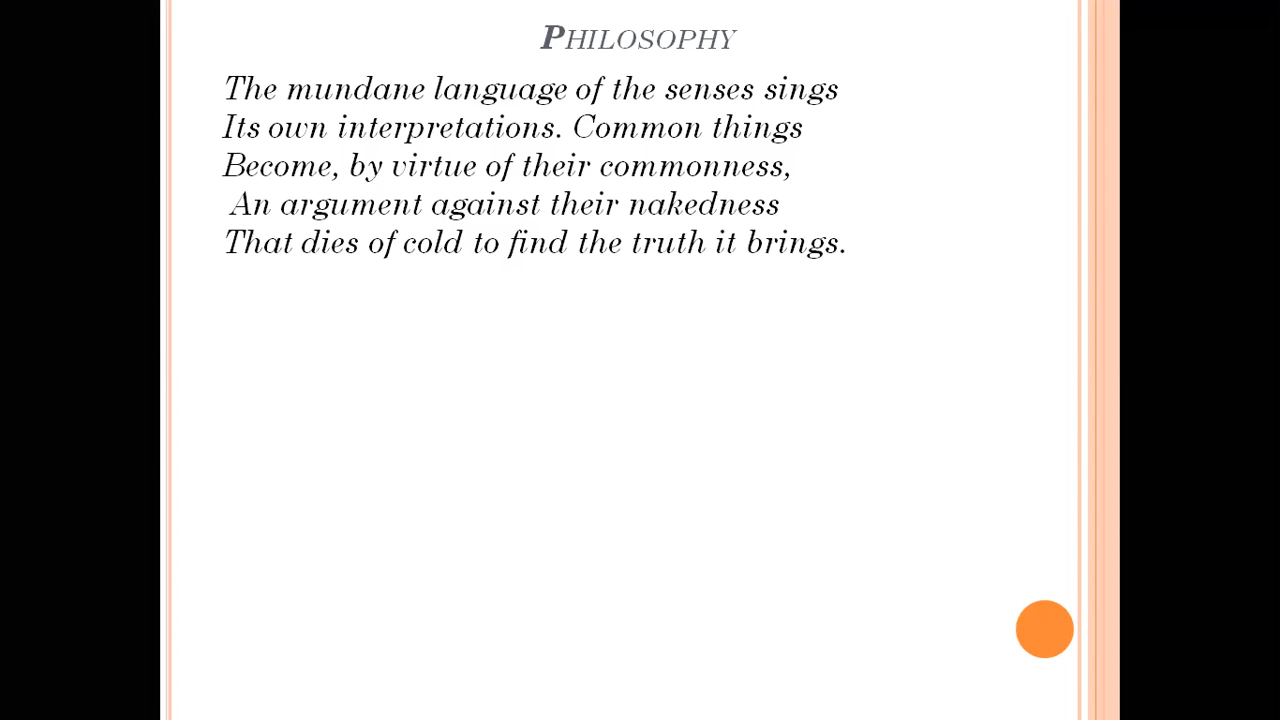 PHILOSOPHY
The mundane language of the senses sings
Its own interpretations. Common things
Become, by virtue of their commonness,
An argument against their nakedness
That dies of cold to find the truth it brings.